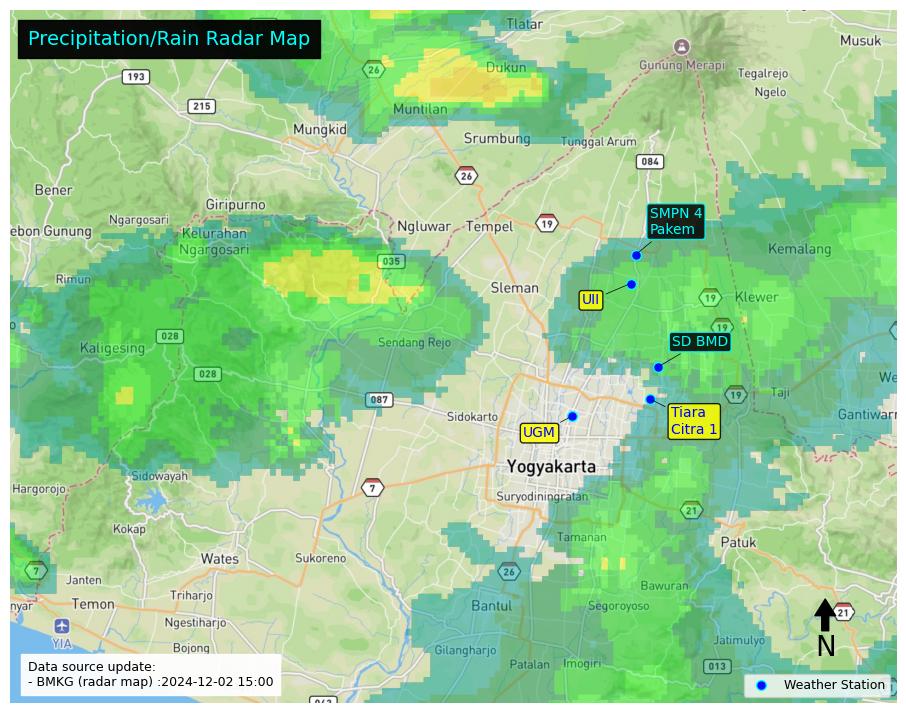 Precipitation/Rain Radar Map
Tlatar
Musuk
Gunung Merapi
26
Dukun
Tegalrejo
193
Ngelo
215
Muntilan
Mungkid
Srumbung
Tunggal Arum
084
26
Bener
Giripurno
SMPN 4
Pakem
Ngargosari
19
ebon Gunung
Kelurahan
Ngargosari
Ngluwar
Tempel
Kemalang
035
Rimun
Sleman
UII
19
Klewer
19
028
Sendang Rejo
SD BMD
Kaligesing
028
We
087
19
Taji
Sidokarto
Tiara
Citra 1
Gantiwarn
UGM
Yogyakarta
Sidowayah
Hargorojo
7
Suryodiningratan
21
Kokap
Tamanan
Patuk
Wates
Sukoreno
7
26
Janten
Bawuran
Triharjo
nyar
Temon
Bantul
Segoroyoso
21
Ngestiharjo
YIA
N
Bojong
Gilangharjo
Jatimulyo
Patalan
Imogiri
013
Data source update:
- BMKG (radar map) :2024-12-02 15:00
Weather Station